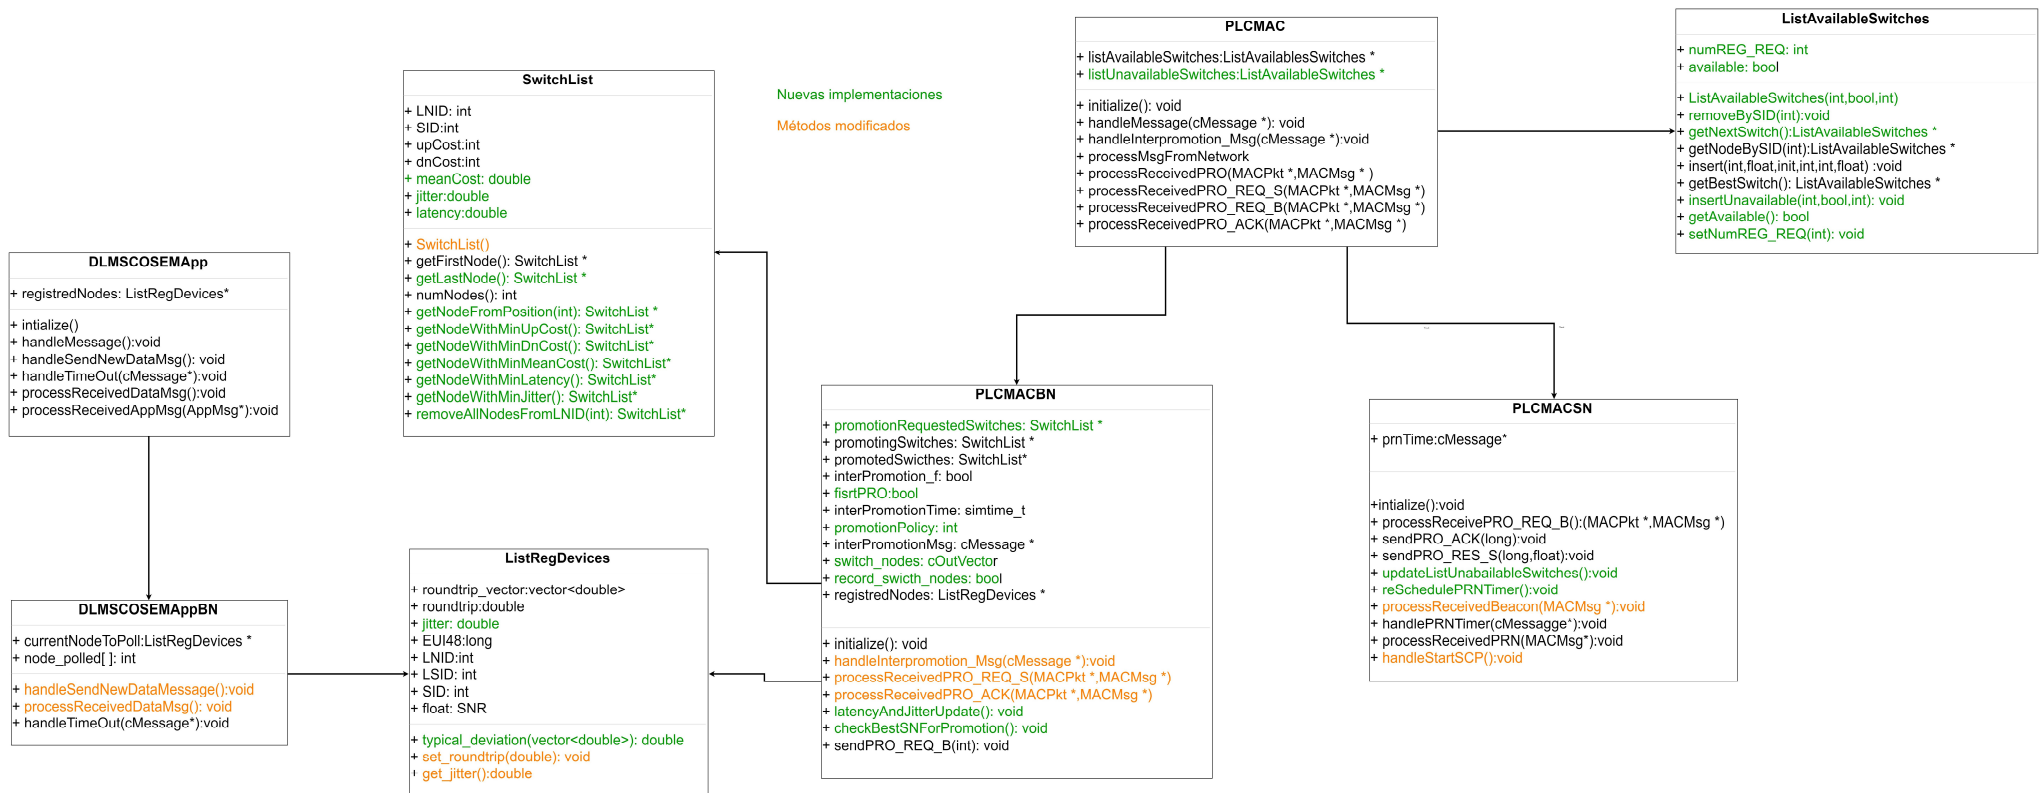 SwitchList
+ LNID: int
+ SID:int
+ upCost:int
+ dnCost:int
+ meanCost: double
+ jitter:double
+ latency:double
+ SwitchList()
+ getFirstNode(): SwitchList *
+ getLastNode(): SwitchList *
+ numNodes(): int
+ getNodeFromPosition(int): SwitchList *
+ getNodeWithMinUpCost(): SwitchList*
+ getNodeWithMinDnCost(): SwitchList*
+ getNodeWithMinMeanCost(): SwitchList*
+ getNodeWithMinLatency(): SwitchList*
+ getNodeWithMinJitter(): SwitchList*
+ removeAllNodesFromLNID(int): SwitchList*
Nuevas implementaciones
Métodos modificados
PLCMAC
+ listAvailableSwitches:ListAvailablesSwitches *
+ listUnavailableSwitches:ListAvailableSwitches *
+ initialize(): void
+ handleMessage(cMessage *): void
+ handleInterpromotion_Msg(cMessage *):void
+ processMsgFromNetwork
+ processReceivedPRO(MACPkt *,MACMsg * )
+ processReceivedPRO_REQ_S(MACPkt *,MACMsg *)
+ processReceivedPRO_REQ_B(MACPkt *,MACMsg *)
+ processReceivedPRO_ACK(MACPkt *,MACMsg *)
ListAvailableSwitches
+ numREG_REQ: int
+ available: bool
+ ListAvailableSwitches(int,bool,int)
+ removeBySID(int):void
+ getNextSwitch():ListAvailableSwitches *
+ getNodeBySID(int):ListAvailableSwitches *
+ insert(int,float,init,int,int,float) :void
+ getBestSwitch(): ListAvailableSwitches *
+ insertUnavailable(int,bool,int): void
+ getAvailable(): bool
+ setNumREG_REQ(int): void
DLMSCOSEMApp
+ registredNodes: ListRegDevices*
+ intialize()
+ handleMessage():void
+ handleSendNewDataMsg(): void
+ handleTimeOut(cMessage*):void
+ processReceivedDataMsg():void
+ processReceivedAppMsg(AppMsg*):void
DLMSCOSEMAppBN
+ currentNodeToPoll:ListRegDevices *
+ node_polled[ ]: int
+ handleSendNewDataMessage():void
+ processReceivedDataMsg(): void
+ handleTimeOut(cMessage*):void
ListRegDevices
+ roundtrip_vector:vector<double>
+ roundtrip:double
+ jitter: double
+ EUI48:long
+ LNID:int
+ LSID: int
+ SID: int
+ float: SNR
+ typical_deviation(vector<double>): double
+ set_roundtrip(double): void
+ get_jitter():double
PLCMACBN
+ promotionRequestedSwitches: SwitchList *
+ promotingSwitches: SwitchList *
+ promotedSwicthes: SwitchList*
+ interPromotion_f: bool
+ fisrtPRO:bool
+ interPromotionTime: simtime_t
+ promotionPolicy: int
+ interPromotionMsg: cMessage *
+ switch_nodes: cOutVector
+ record_swicth_nodes: bool
+ registredNodes: ListRegDevices *
+ initialize(): void
+ handleInterpromotion_Msg(cMessage *):void
+ processReceivedPRO_REQ_S(MACPkt *,MACMsg *)
+ processReceivedPRO_ACK(MACPkt *,MACMsg *)
+ latencyAndJitterUpdate(): void
+ checkBestSNForPromotion(): void
+ sendPRO_REQ_B(int): void
PLCMACSN
+ prnTime:cMessage*
+intialize():void
+ processReceivePRO_REQ_B():(MACPkt *,MACMsg *)
+ sendPRO_ACK(long):void
+ sendPRO_RES_S(long,float):void
+ updateListUnabailableSwitches():void
+ reSchedulePRNTimer():void
+ processReceivedBeacon(MACMsg *):void
+ handlePRNTimer(cMessagge*):void
+ processReceivedPRN(MACMsg*):void
+ handleStartSCP():void